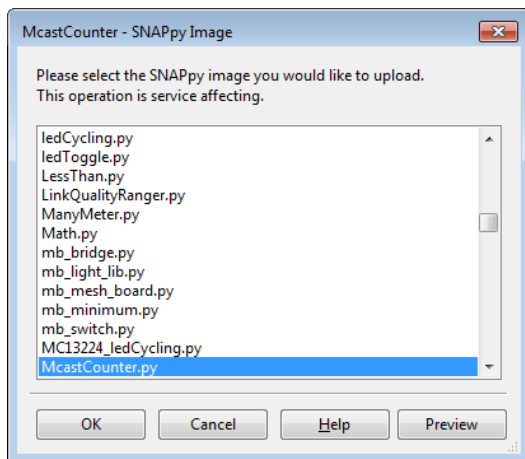 McastCounter - SNAPpy Image
Please select the SNAPpy image you would like to upload.
This operation is service affecting.
ledCycling.py
ledToggle.py
LessThan.py
LinkQualityRanger.py
ManyMeter.py
Math.py
mb_bridge.py
mb_light_lib.py
mb_mesh_board.py
mb_minimum.py
mb_switch.py
MC13224_ledCycling.py
McastCounter.py
OK Cancel Help Preview